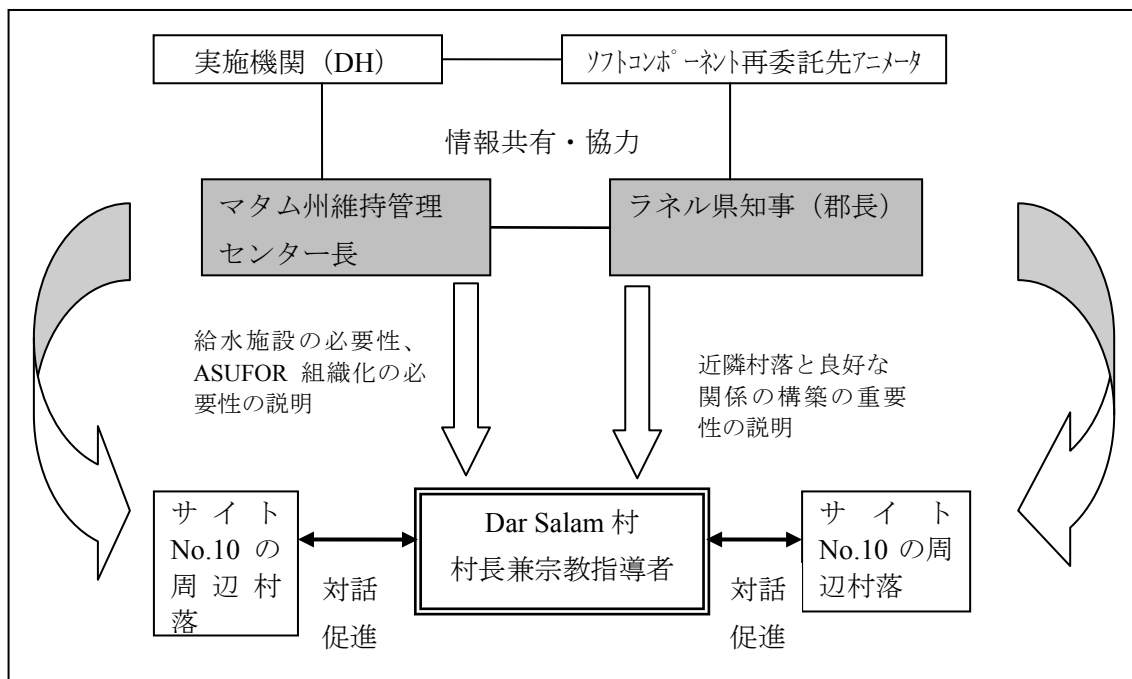 実施機関（DH）
ｿﾌﾄｺﾝﾎﾟｰﾈﾝﾄ再委託先ｱﾆﾒｰﾀ
情報共有・協力
マタム州維持管理
センター長
ラネル県知事（郡長）
給水施設の必要性、
ASUFOR 組織化の必
要性の説明
近隣村落と良好な
関係の構築の重要
性の説明
サイト
No.10 の
周辺村
落
対話
促進
Dar Salam 村
村長兼宗教指導者
対話
促進
サイト
No.10 の周
辺村落